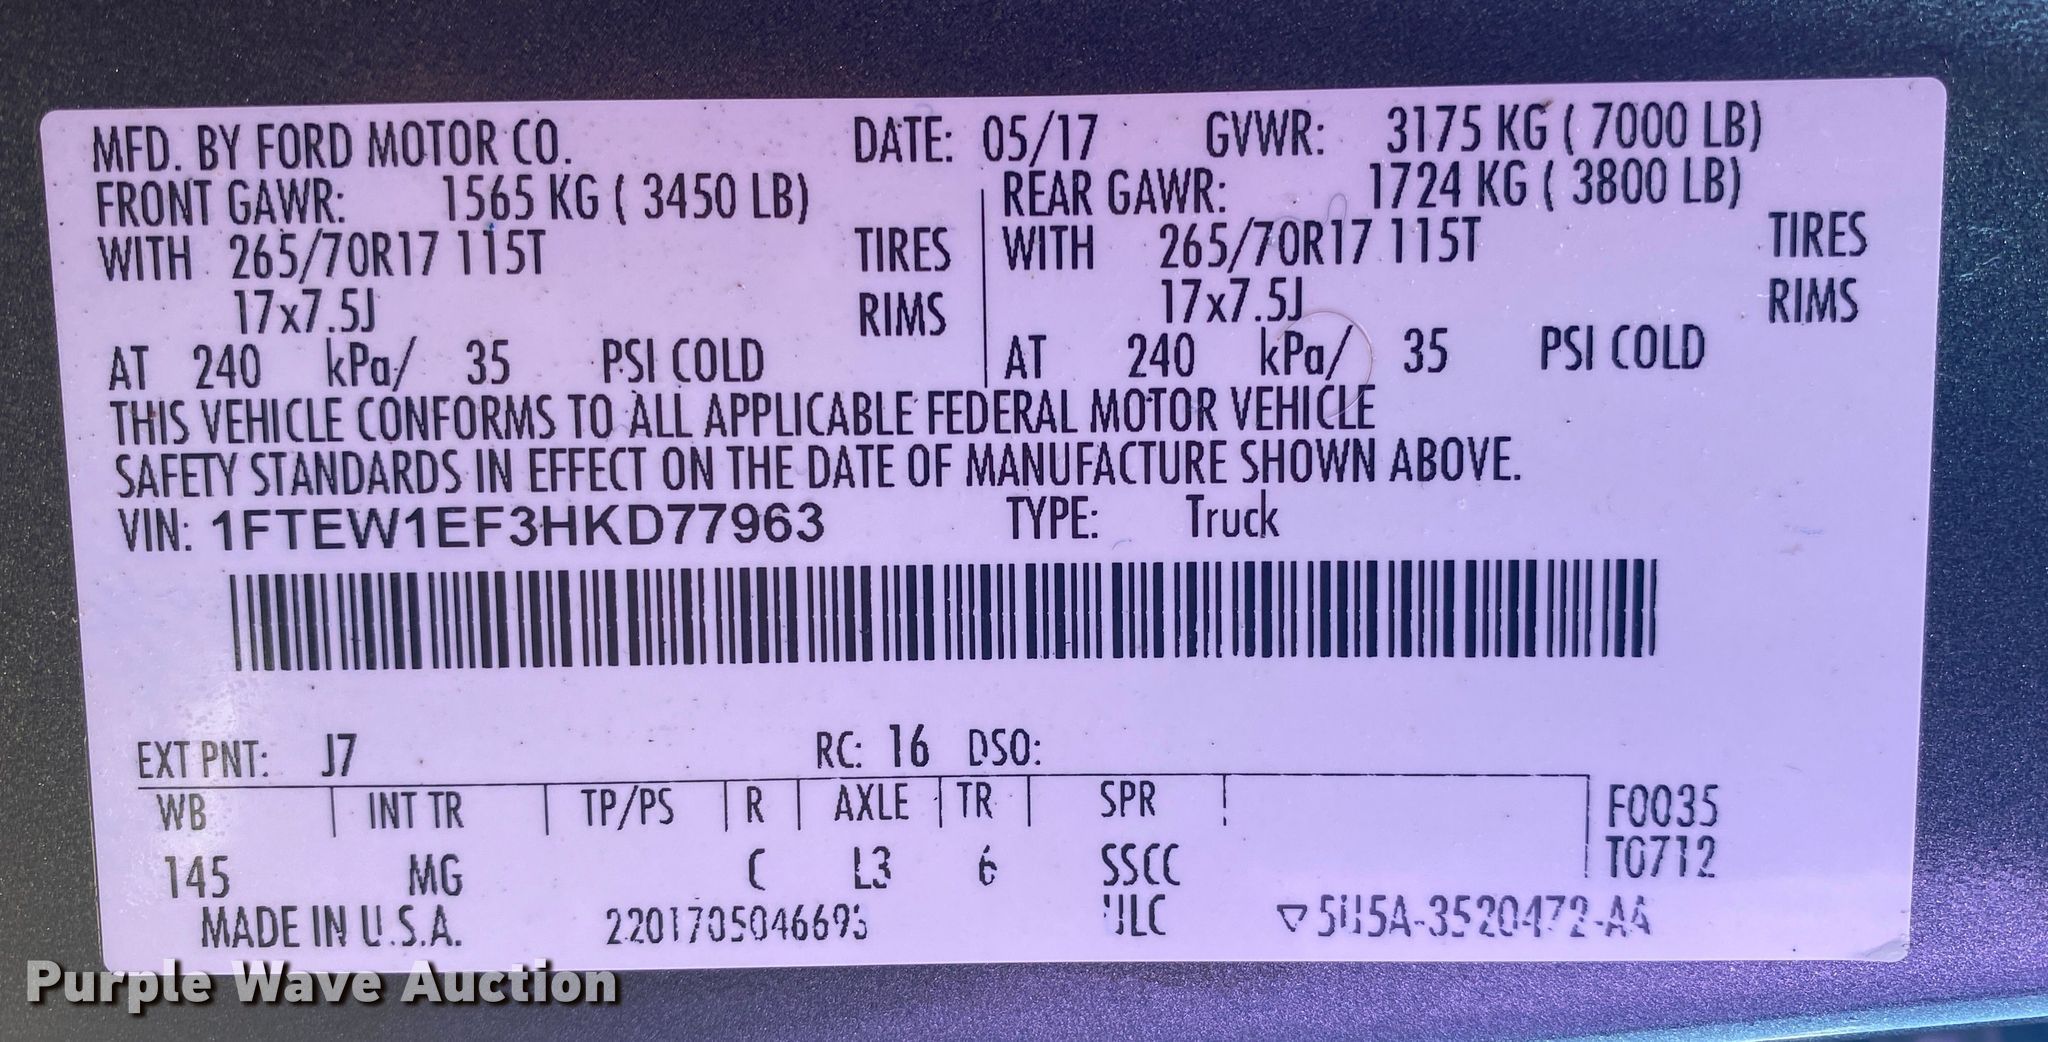 MFD. BY FORD MOTOR CO. DATE: 05/17 GVWR: 3175 KG ( 7000 LB)
FRONT GAWR: 1565 KG ( 3450 LB) REAR GAWR: 1724 KG ( 3800 LB)
WITH 265/70R17 115T TIRES WITH 265/70R17 115T TIRES
17x7.5J RIMS 17x7.5J RIMS
AT 240 kPa/ 35 PSI COLD AT 240 kPa/ 35 PSI COLD
THIS VEHICLE CONFORMS TO ALL APPLICABLE FEDERAL MOTOR VEHICLE
SAFETY STANDARDS IN EFFECT ON THE DATE OF MANUFACTURE SHOWN ABOVE.
VIN: 1FTEW1EF3HKD77963 TYPE: Truck
EXT PNT: J7 RC: 16 DSO:
WB INT TR TP/PS R AXLE TR SPR F0035
145 MG C L3 6 SSCC T0712
MADE IN U.S.A. 2201705046693 ULC ▽5U5A-3520472-AA
Purple Wave Auction